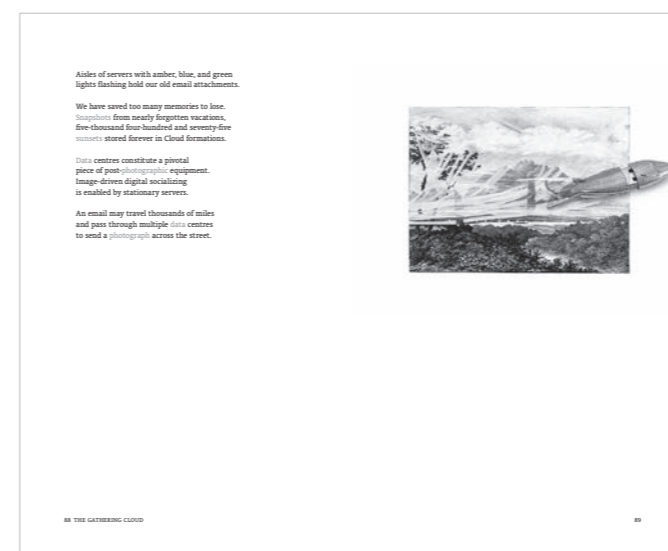 Aisles of servers with amber, blue, and green
lights flashing hold our old email attachments.
We have saved too many memories to lose.
Snapshots from nearly forgotten vacations,
five-thousand four-hundred and seventy-five
sunsets stored forever in Cloud formations.
Data centres constitute a pivotal
piece of post-photographic equipment.
Image-driven digital socializing
is enabled by stationary servers.
An email may travel thousands of miles
and pass through multiple data centres
to send a photograph across the street.
88 THE GATHERING CLOUD
89